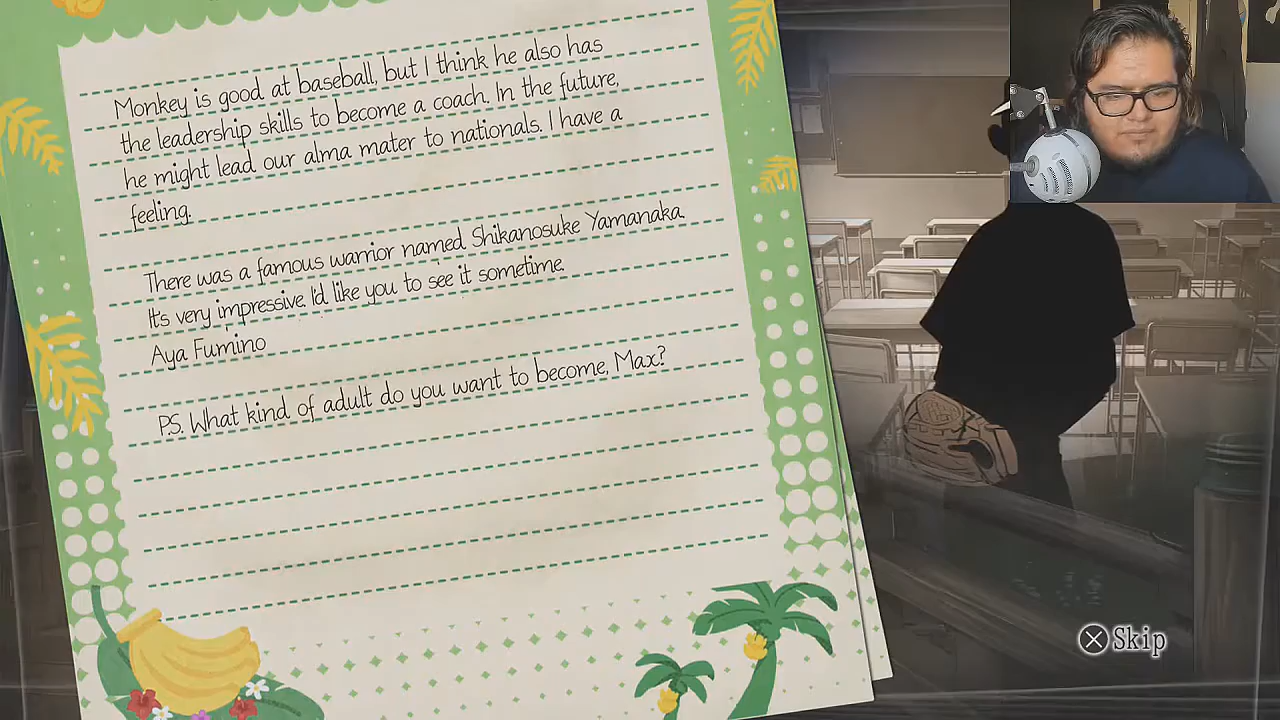 Monkey is good at baseball, but I think he also has
the leadership skills to become a coach. In the future,
he might lead our alma mater to nationals. I have a
feeling.
There was a famous warrior named Shikanosuke Yamanaka.
It's very impressive. I'd like you to see it sometime.
Aya Fumino
P.S. What kind of adult do you want to become, Max?
Skip